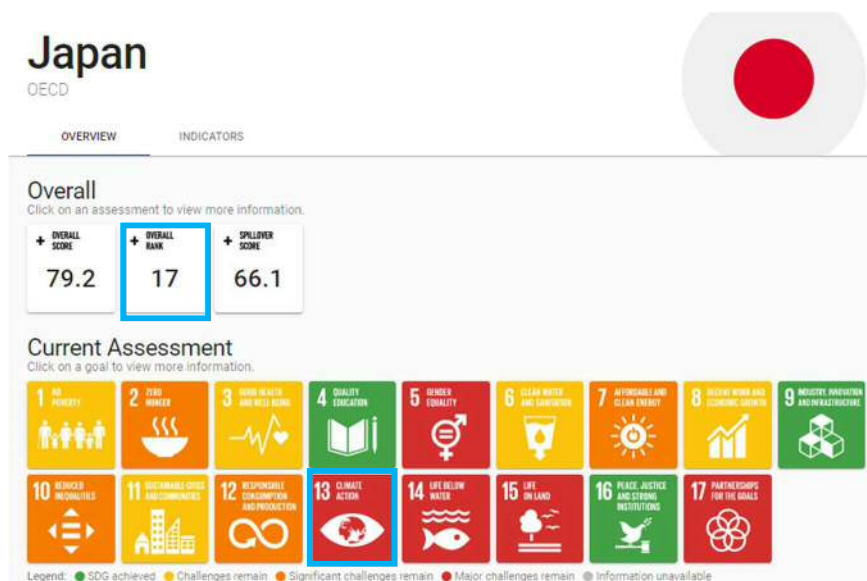 Japan
OECD
OVERVIEW INDICATORS
Overall
Click on an assessment to view more information.
+ OVERALL SCORE
79.2
+ OVERALL RANK
17
+ SPILLOVER SCORE
66.1
Current Assessment
Click on a goal to view more information.
1 NO POVERTY
2 ZERO HUNGER
3 GOOD HEALTH AND WELL-BEING
4 QUALITY EDUCATION
5 GENDER EQUALITY
6 CLEAN WATER AND SANITATION
7 AFFORDABLE AND CLEAN ENERGY
8 DECENT WORK AND ECONOMIC GROWTH
9 INDUSTRY, INNOVATION AND INFRASTRUCTURE
10 REDUCED INEQUALITIES
11 SUSTAINABLE CITIES AND COMMUNITIES
12 RESPONSIBLE CONSUMPTION AND PRODUCTION
13 CLIMATE ACTION
14 LIFE BELOW WATER
15 LIFE ON LAND
16 PEACE, JUSTICE AND STRONG INSTITUTIONS
17 PARTNERSHIPS FOR THE GOALS
Legend: SDG achieved Challenges remain Significant challenges remain Major challenges remain Information unavailable